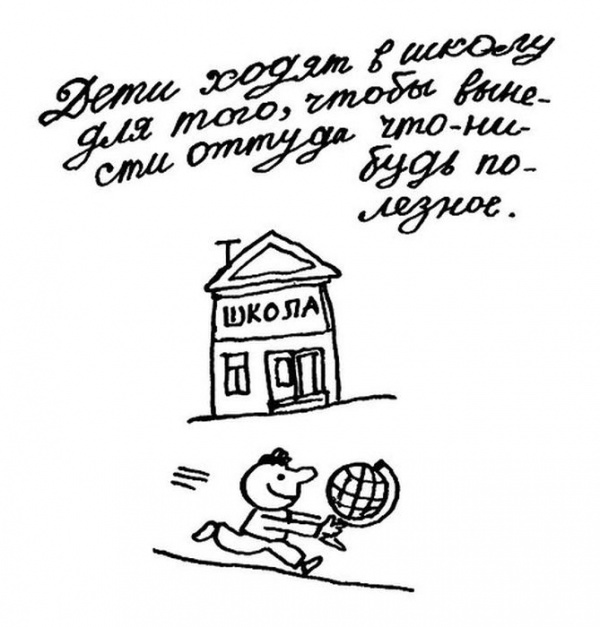 Дети ходят в школу
для того, чтобы выне-
сти оттуда что-ни-
будь по-
лезное.
ШКОЛА